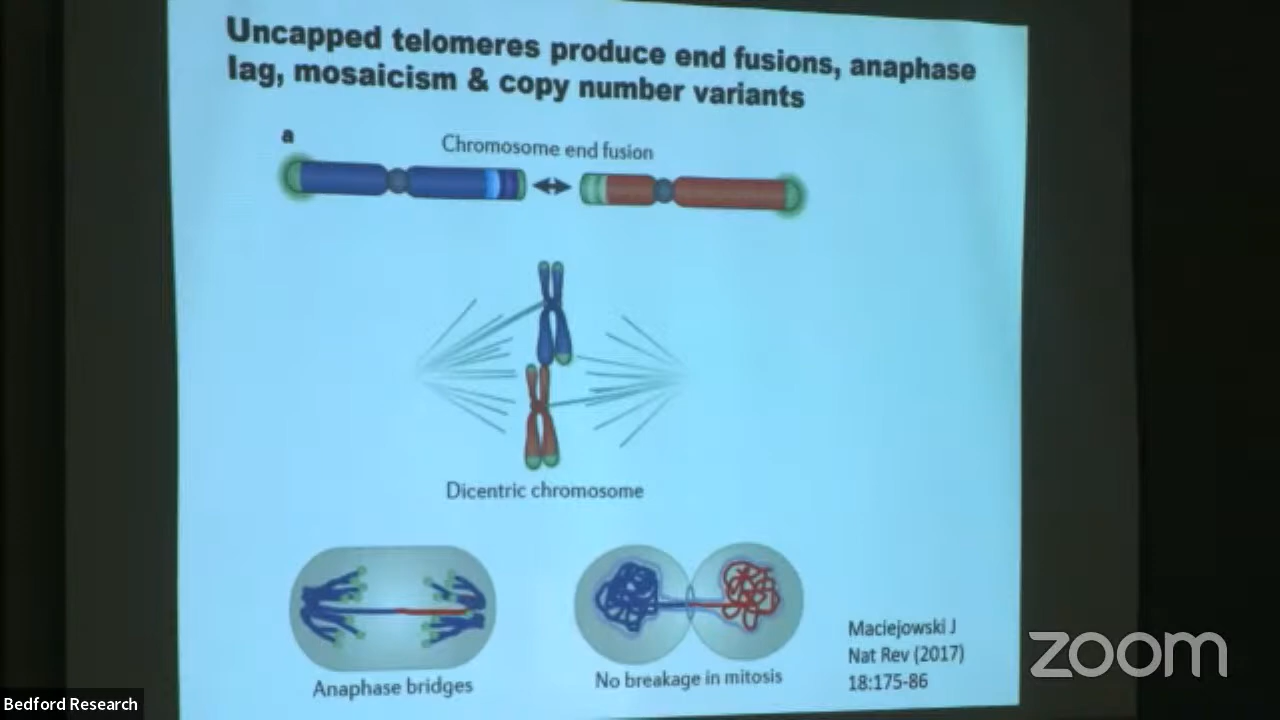 Uncapped telomeres produce end fusions, anaphase
lag, mosaicism & copy number variants
a
Chromosome end fusion
Dicentric chromosome
Anaphase bridges
No breakage in mitosis
Maciejowski J
Nat Rev (2017)
18:175-86
zoom
Bedford Research